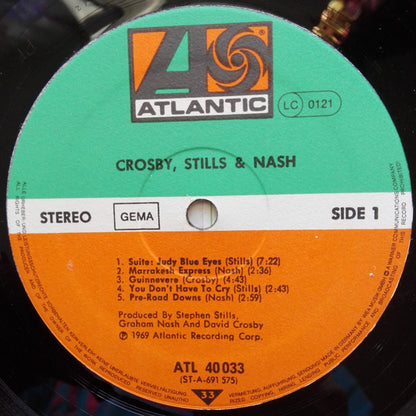 ATLANTIC
LC 0121
CROSBY, STILLS & NASH
STEREO
GEMA
SIDE 1
1. Suite: Judy Blue Eyes (Stills) (7:22)
2. Marrakesh Express (Nash) (2:36)
3. Guinnevere (Crosby) (4:43)
4. You Don't Have To Cry (Stills) (2:43)
5. Pre-Road Downs (Nash) (2:59)
Produced By Stephen Stills,
Graham Nash And David Crosby
Ⓟ 1969 Atlantic Recording Corp.
ATL 40 033
(ST-A-691 575)
33